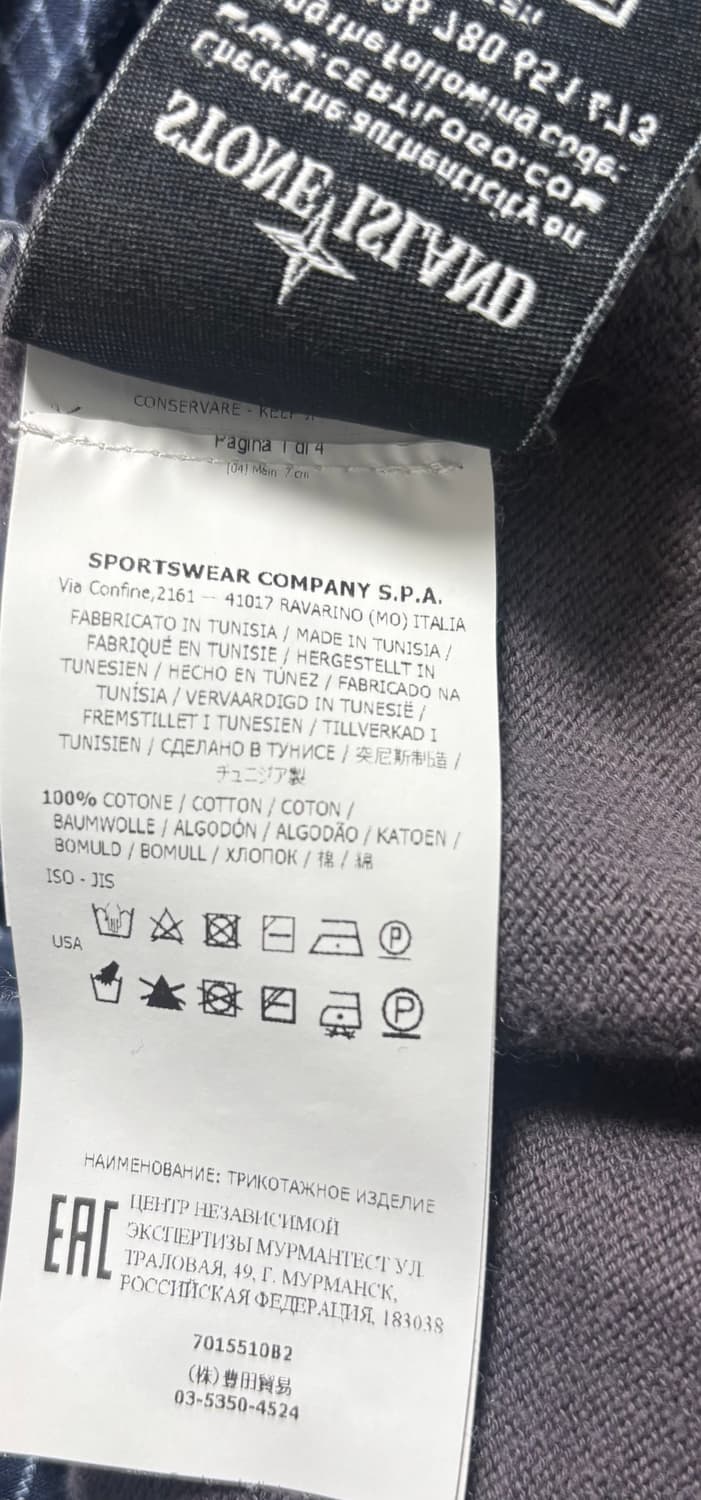 STONE ISLAND
Check the authenticity on
WWW.CERTILOGO.COM
the following code:
CONSERVARE -
Pagina 1 di 4
SPORTSWEAR COMPANY S.P.A.
Via Confine,2161 — 41017 RAVARINO (MO) ITALIA
FABBRICATO IN TUNISIA / MADE IN TUNISIA /
FABRIQUÉ EN TUNISIE / HERGESTELLT IN
TUNESIEN / HECHO EN TÚNEZ / FABRICADO NA
TUNÍSIA / VERVAARDIGD IN TUNESIË /
FREMSTILLET I TUNESIEN / TILLVERKAD I
TUNISIEN / СДЕЛАНО В ТУНИСЕ / 突尼斯制造 /
チュニジア製
100% COTONE / COTTON / COTON /
BAUMWOLLE / ALGODÓN / ALGODÃO / KATOEN /
BOMULD / BOMULL / ХЛОПОК / 棉 / 綿
ISO - JIS
P
USA
P
НАИМЕНОВАНИЕ: ТРИКОТАЖНОЕ ИЗДЕЛИЕ
EAC
ЦЕНТР НЕЗАВИСИМОЙ
ЭКСПЕРТИЗЫ МУРМАНТЕСТ УЛ.
ТРАЛОВАЯ, 49, Г. МУРМАНСК,
РОССИЙСКАЯ ФЕДЕРАЦИЯ, 183038
7015510B2
(株)豊田貿易
03-5350-4524